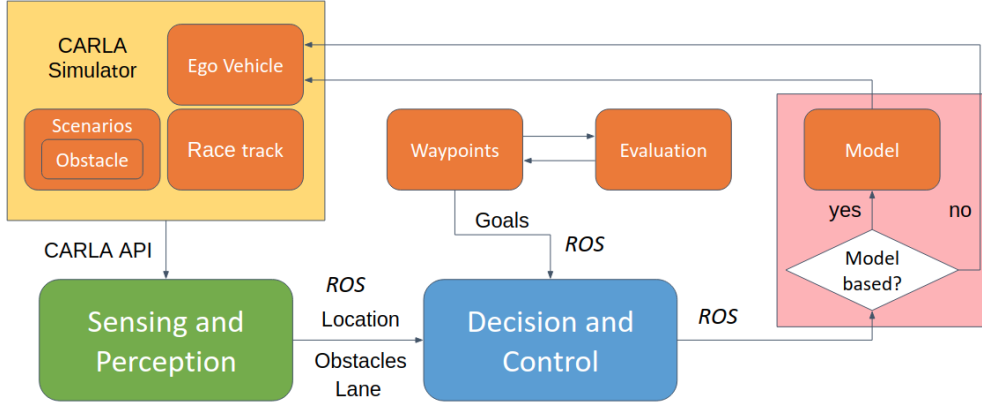 CARLA
Simulator
Ego Vehicle
Scenarios
Obstacle
Race track
Waypoints
Evaluation
Model
yes
no
Goals
ROS
CARLA API
Model
based?
Sensing and
Perception
ROS
Location
Obstacles
Lane
Decision and
Control
ROS